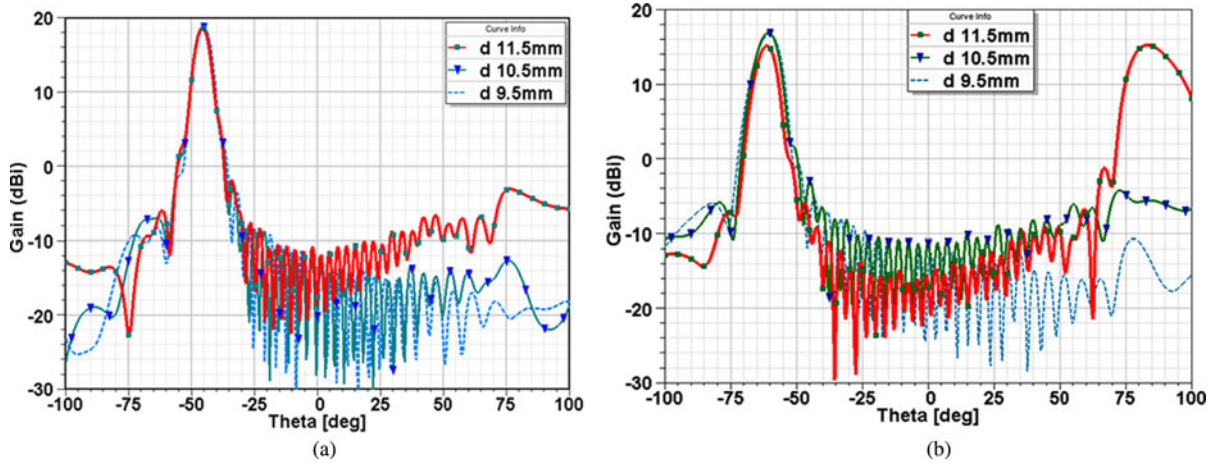 20
10
0
-10
-20
-30
Gain (dBi)
-100 -75 -50 -25 0 25 50 75 100
Theta [deg]
Curve Info
d 11.5mm
d 10.5mm
d 9.5mm
(a)
20
10
0
-10
-20
-30
Gain (dBi)
-100 -75 -50 -25 0 25 50 75 100
Theta [deg]
Curve Info
d 11.5mm
d 10.5mm
d 9.5mm
(b)